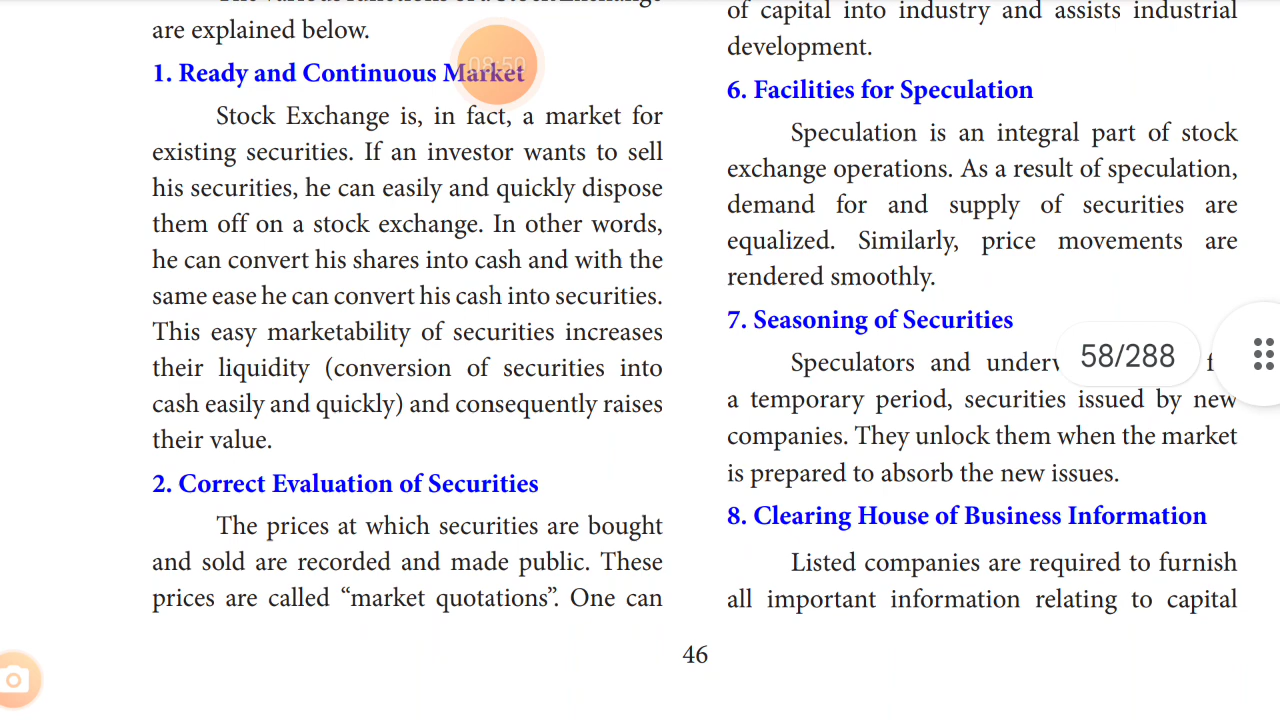 are explained below.
1. Ready and Continuous Market
Stock Exchange is, in fact, a market for
existing securities. If an investor wants to sell
his securities, he can easily and quickly dispose
them off on a stock exchange. In other words,
he can convert his shares into cash and with the
same ease he can convert his cash into securities.
This easy marketability of securities increases
their liquidity (conversion of securities into
cash easily and quickly) and consequently raises
their value.
2. Correct Evaluation of Securities
The prices at which securities are bought
and sold are recorded and made public. These
prices are called “market quotations”. One can
of capital into industry and assists industrial
development.
6. Facilities for Speculation
Speculation is an integral part of stock
exchange operations. As a result of speculation,
demand for and supply of securities are
equalized. Similarly, price movements are
rendered smoothly.
7. Seasoning of Securities
Speculators and
a temporary period, securities issued by new
companies. They unlock them when the market
is prepared to absorb the new issues.
8. Clearing House of Business Information
Listed companies are required to furnish
all important information relating to capital
46
58/288
08:50